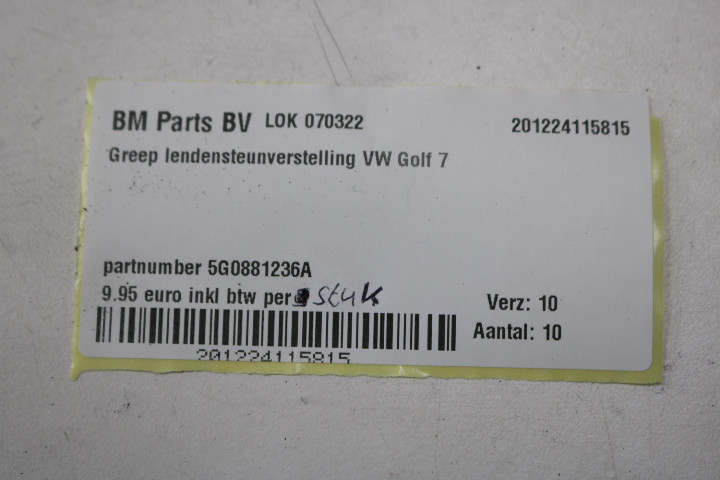 BM Parts BV LOK 070322 201224115815
Greep lendensteunverstelling VW Golf 7
partnumber 5G0881236A
9.95 euro inkl btw per stuk Verz: 10
Aantal: 10
201224115815